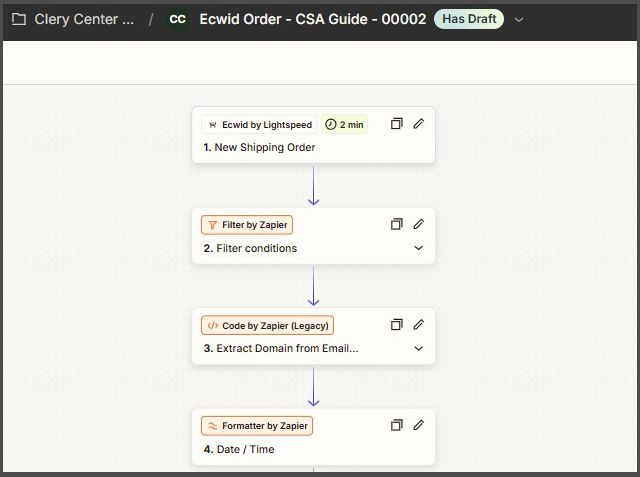 Clery Center ... / CC Ecwid Order - CSA Guide - 00002 Has Draft
Ecwid by Lightspeed 2 min
1. New Shipping Order
Filter by Zapier
2. Filter conditions
Code by Zapier (Legacy)
3. Extract Domain from Email...
Formatter by Zapier
4. Date / Time